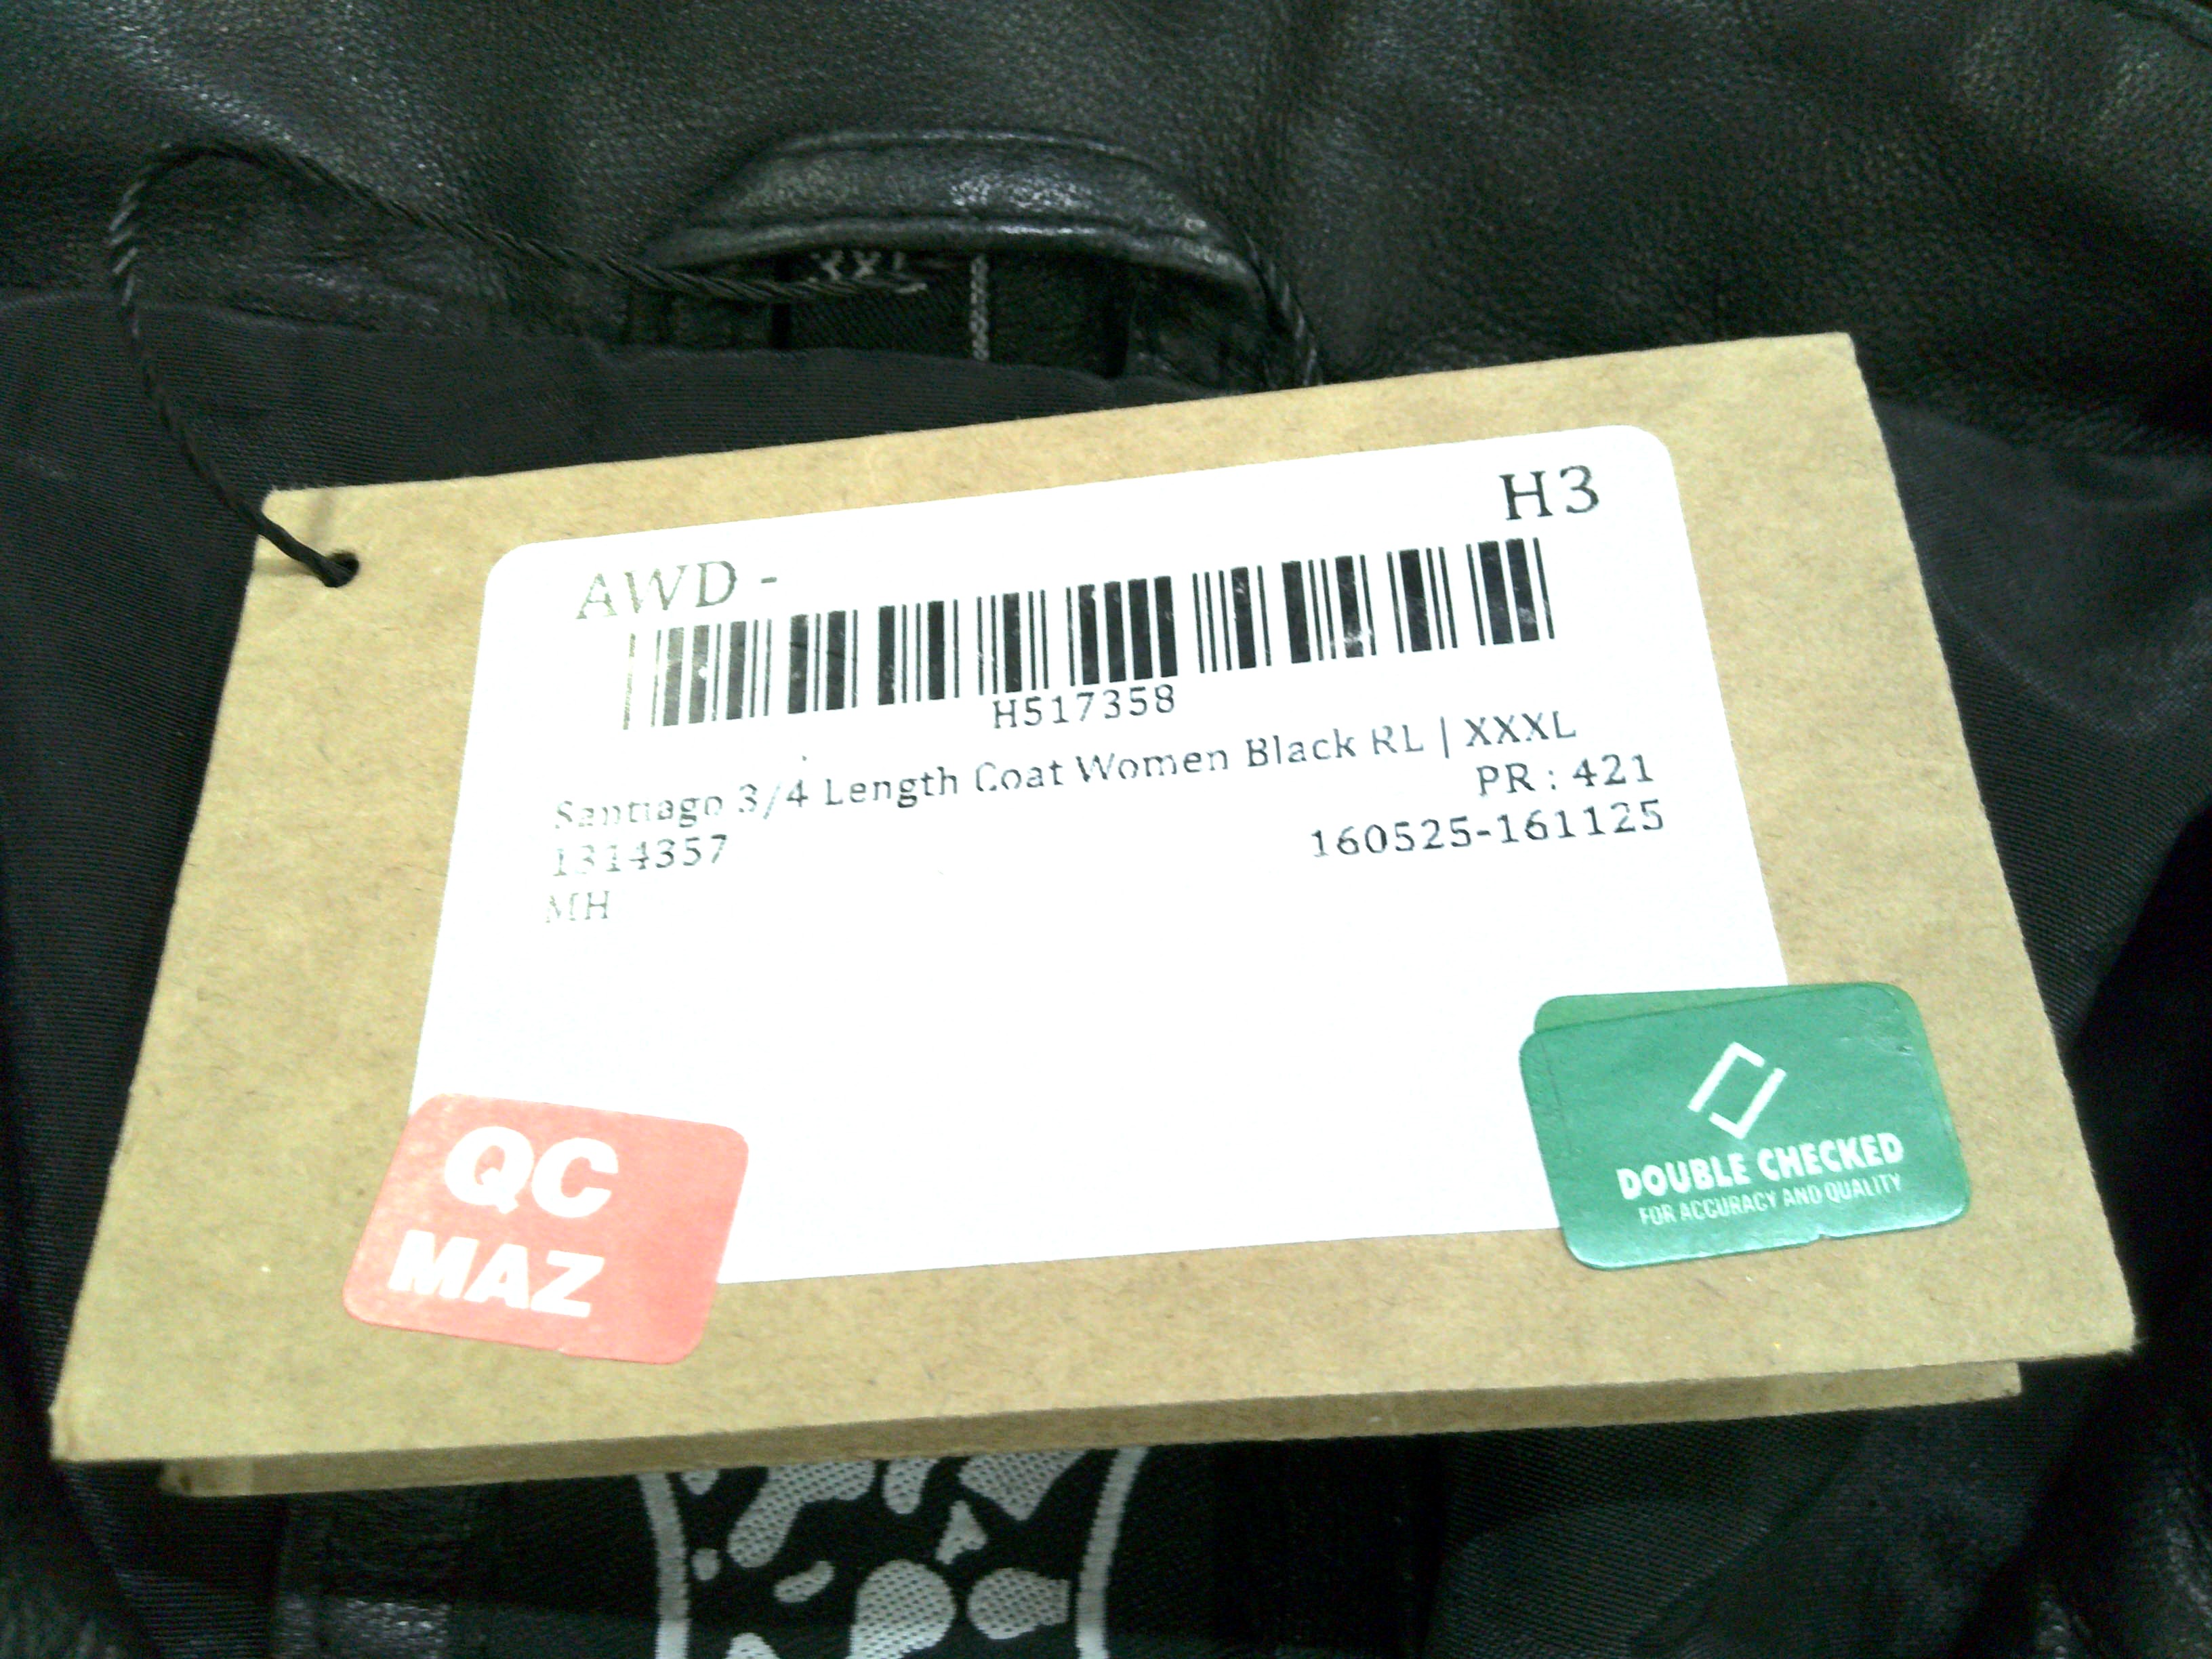 H3
AWD -
H517358
Santiago 3/4 Length Coat Women Black RL | XXXL
PR : 421
1314357
160525-161125
MH
QC
MAZ
DOUBLE CHECKED
FOR ACCURACY AND QUALITY